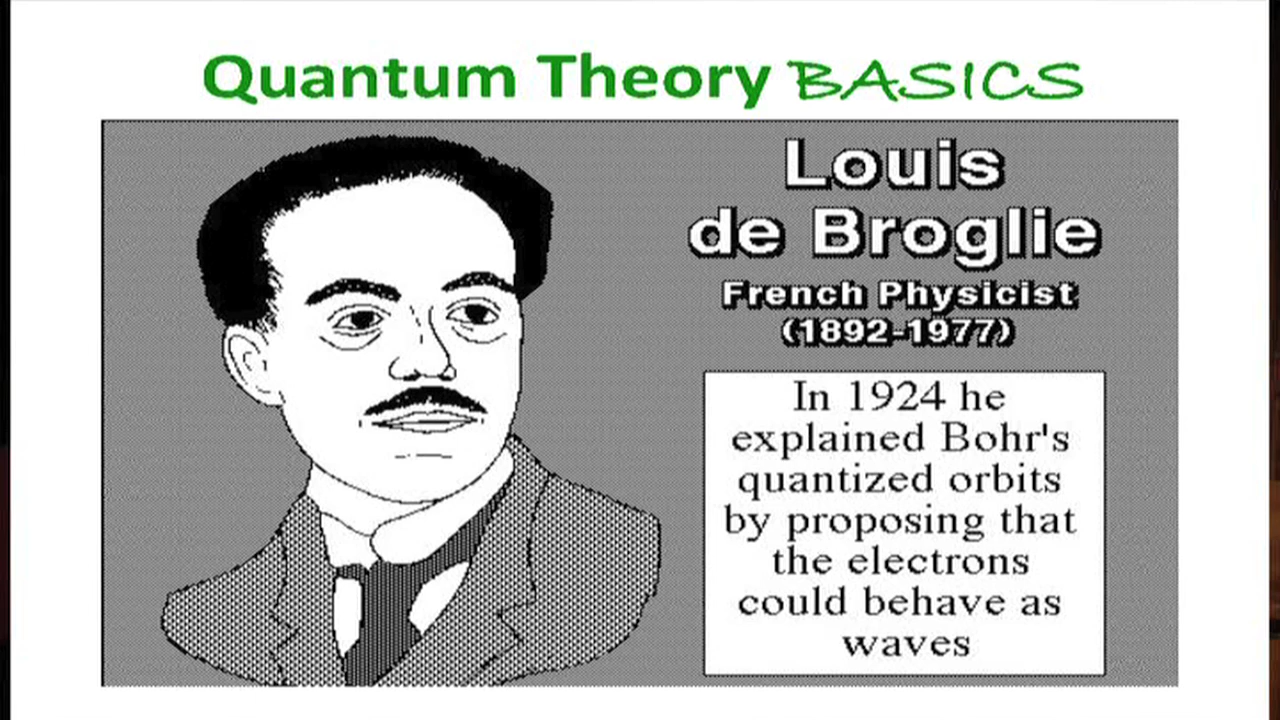 Quantum Theory BASICS
Louis
de Broglie
French Physicist
(1892-1977)
In 1924 he
explained Bohr's
quantized orbits
by proposing that
the electrons
could behave as
waves